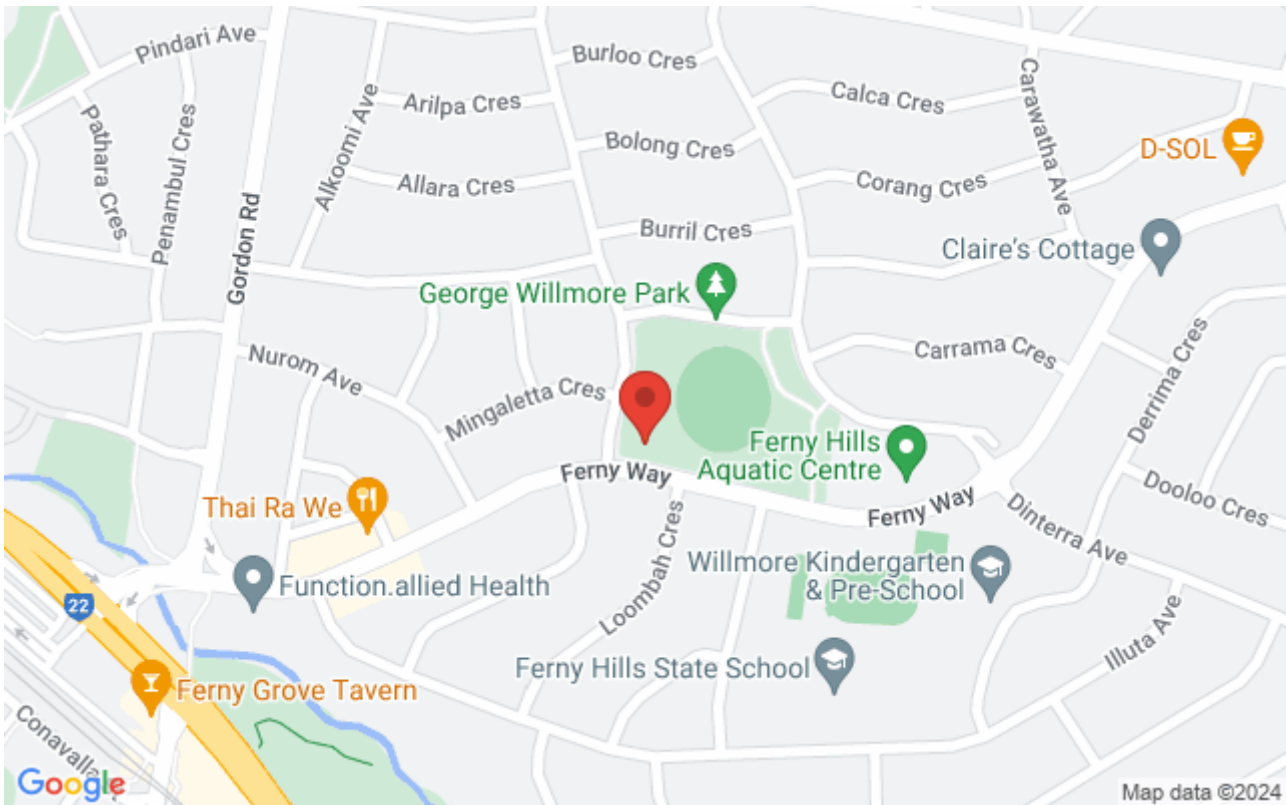 Pindari Ave
Burloo Cres
Carawatha Ave
Calca Cres
Arilpa Cres
Pathara Cres
Penambul Cres
Alkoomi Ave
Bolong Cres
D-SOL
Allara Cres
Corang Cres
Gordon Rd
Burril Cres
Claire's Cottage
George Willmore Park
Nurom Ave
Carrama Cres
Derrima Cres
Mingaletta Cres
Ferny Hills
Aquatic Centre
Ferny Way
Dooloo Cres
Thai Ra We
Ferny Way
Dinterra Ave
Loombah Cres
Willmore Kindergarten
& Pre-School
Function.allied Health
22
Illuta Ave
Ferny Hills State School
Ferny Grove Tavern
Conavalla
Google
Map data ©2024